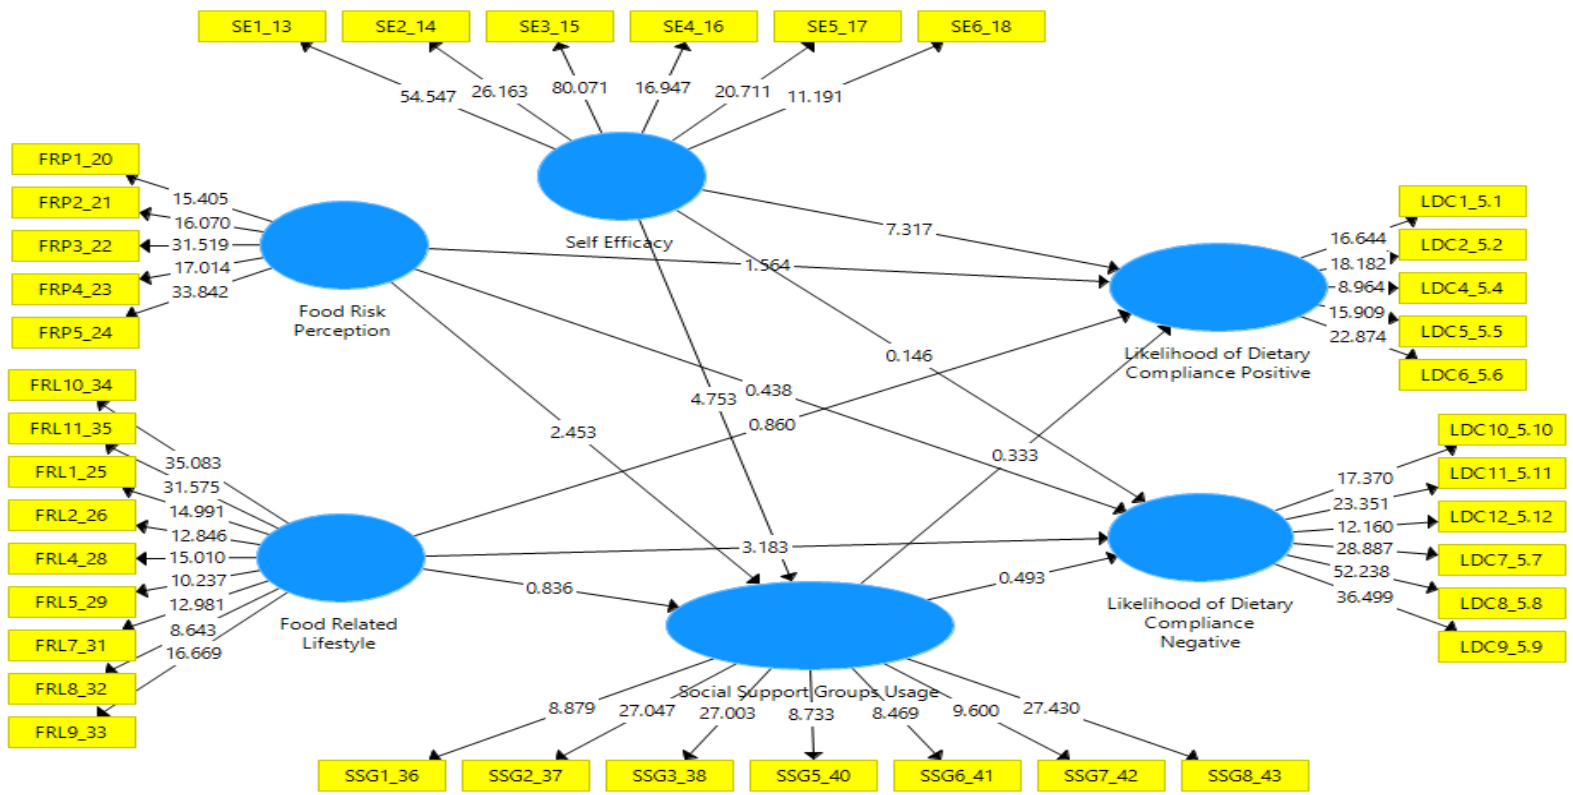 SE1_13
SE2_14
SE3_15
SE4_16
SE5_17
SE6_18
54.547
26.163
80.071
16.947
20.711
11.191
FRP1_20
FRP2_21
FRP3_22
FRP4_23
FRP5_24
15.405
16.070
31.519
17.014
33.842
Food Risk
Perception
Self Efficacy
7.317
1.564
0.146
0.438
4.753
0.860
2.453
0.333
3.183
0.836
0.493
LDC1_5.1
LDC2_5.2
LDC4_5.4
LDC5_5.5
LDC6_5.6
16.644
18.182
8.964
15.909
22.874
Likelihood of Dietary
Compliance Positive
FRL10_34
FRL11_35
FRL1_25
FRL2_26
FRL4_28
FRL5_29
FRL7_31
FRL8_32
FRL9_33
35.083
31.575
14.991
12.846
15.010
10.237
12.981
8.643
16.669
Food Related
Lifestyle
LDC10_5.10
LDC11_5.11
LDC12_5.12
LDC7_5.7
LDC8_5.8
LDC9_5.9
17.370
23.351
12.160
28.887
52.238
36.499
Likelihood of Dietary
Compliance
Negative
Social Support Groups Usage
8.879
27.047
27.003
8.733
8.469
9.600
27.430
SSG1_36
SSG2_37
SSG3_38
SSG5_40
SSG6_41
SSG7_42
SSG8_43